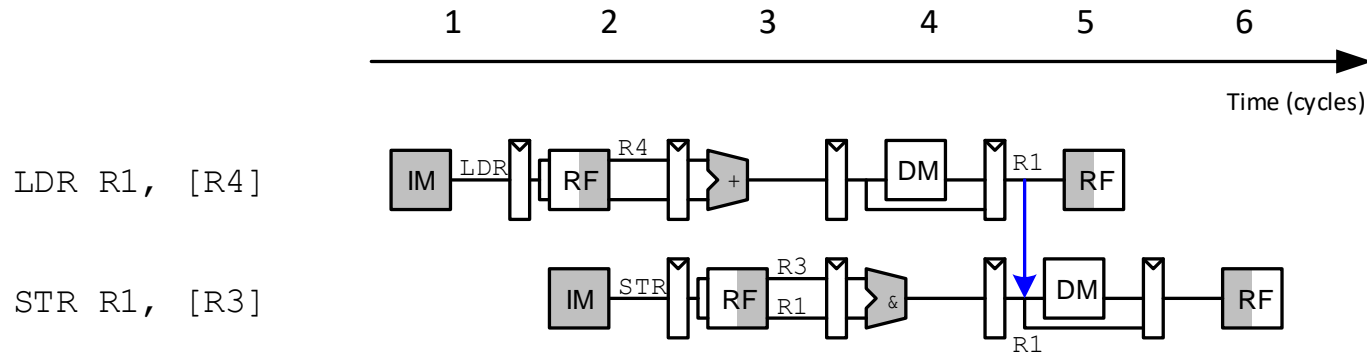 1 2 3 4 5 6
Time (cycles)
LDR R1, [R4]
IM LDR RF R4 + DM R1 RF
STR R1, [R3]
IM STR RF R3 R1 & DM R1 RF